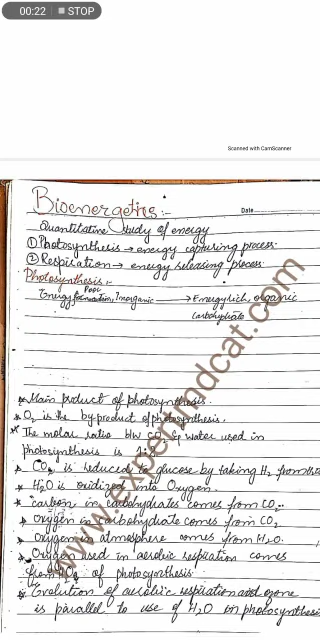 00:22 STOP
Scanned with CamScanner
Bioenergetics:-
Date
Quantitative study of energy
① Photosynthesis → energy capturing process.
② Respiration → energy releasing process.
Photosynthesis:-
Poor
Energy, Inorganic → Energy rich, organic
Carbohydrate
* Main product of photosynthesis.
* O₂ is the by product of photosynthesis.
* The molar ratio b/w CO₂ & water used in
photosynthesis is
* CO₂ is reduced to glucose by taking H₂ from
* H₂O is oxidized into Oxygen.
* carbon in carbohydrates comes from CO₂.
* oxygen in carbohydrate comes from CO₂
* Oxygen in atmosphere comes from H₂O.
* Oxygen used in aerobic respiration comes
from of photosynthesis.
* Evolution of aerobic respiration and ozone
is parallel to use of H₂O in photosynthesis
www.expertmdcat.com